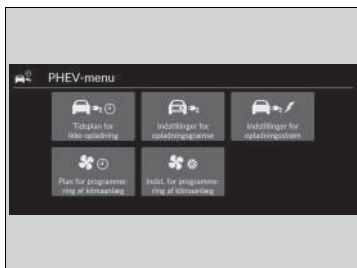 PHEV-menu
Tidsplan for
ikke-opladning
Indstillinger for
opladningsgrænse
Indstillinger for
opladningsstrøm
Plan for programme-
ring af klimaanlæg
Indst. for programme-
ring af klimaanlæg